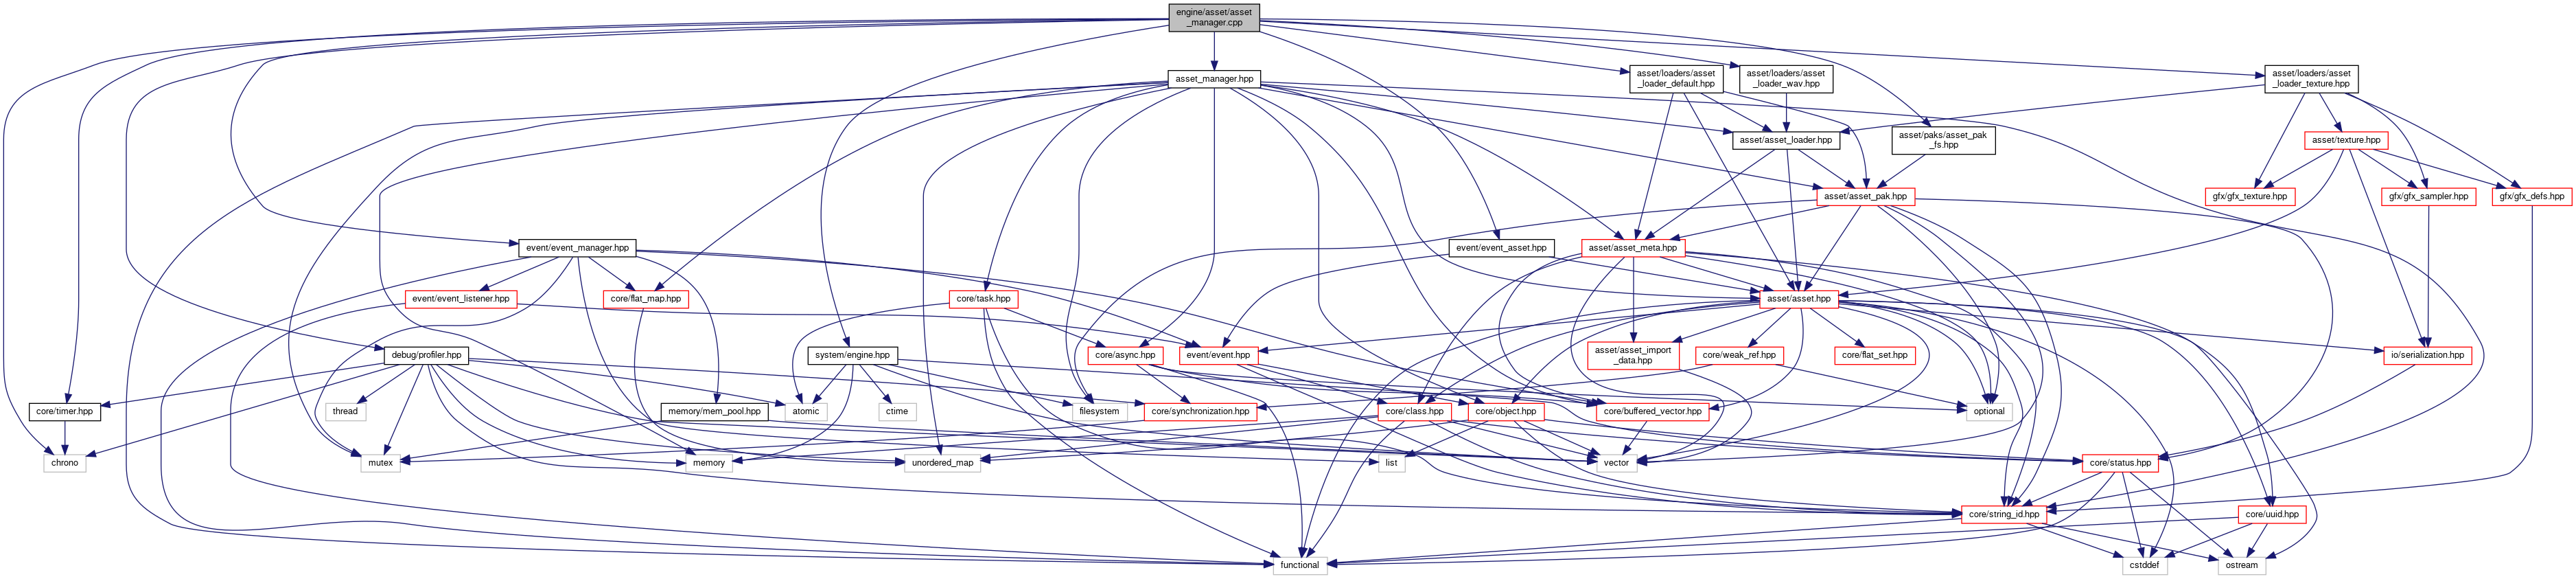 engine/asset/asset
_manager.cpp
asset_manager.hpp
asset/loaders/asset
_loader_default.hpp
asset/loaders/asset
_loader_wav.hpp
asset/loaders/asset
_loader_texture.hpp
asset/asset_loader.hpp
asset/paks/asset_pak
_fs.hpp
asset/texture.hpp
asset/asset_pak.hpp
gfx/gfx_texture.hpp
gfx/gfx_sampler.hpp
gfx/gfx_defs.hpp
event/event_manager.hpp
event/event_asset.hpp
asset/asset_meta.hpp
event/event_listener.hpp
core/flat_map.hpp
core/task.hpp
asset/asset.hpp
debug/profiler.hpp
system/engine.hpp
core/async.hpp
event/event.hpp
asset/asset_import
_data.hpp
core/weak_ref.hpp
core/flat_set.hpp
io/serialization.hpp
core/timer.hpp
thread
memory/mem_pool.hpp
atomic
ctime
filesystem
core/synchronization.hpp
core/class.hpp
core/object.hpp
core/buffered_vector.hpp
optional
chrono
mutex
memory
unordered_map
list
vector
core/status.hpp
core/string_id.hpp
core/uuid.hpp
functional
cstddef
ostream